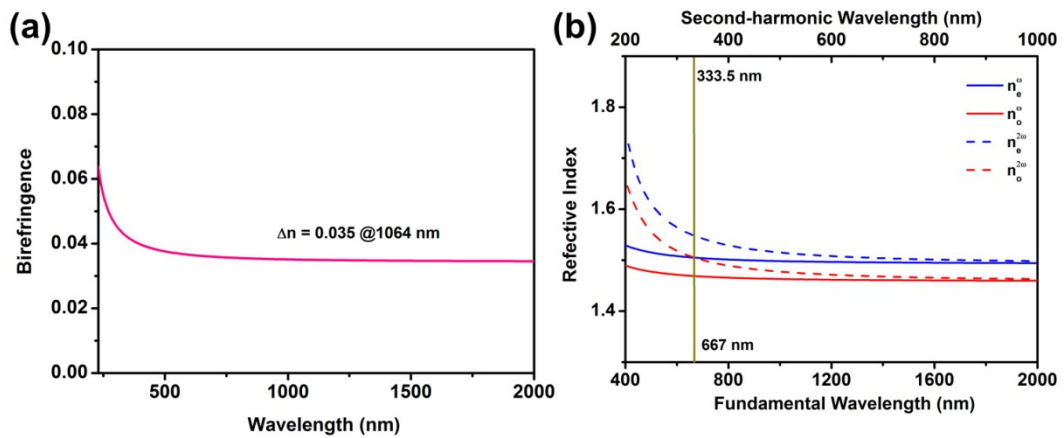 (a)
0.10
0.08
0.06
0.04
0.02
0.00
Birefringence
Δn = 0.035 @1064 nm
500
1000
1500
2000
Wavelength (nm)
(b)
Second-harmonic Wavelength (nm)
200
400
600
800
1000
333.5 nm
n_e^ω
n_o^ω
n_e^2ω
n_o^2ω
1.8
1.6
1.4
Refective Index
667 nm
400
800
1200
1600
2000
Fundamental Wavelength (nm)